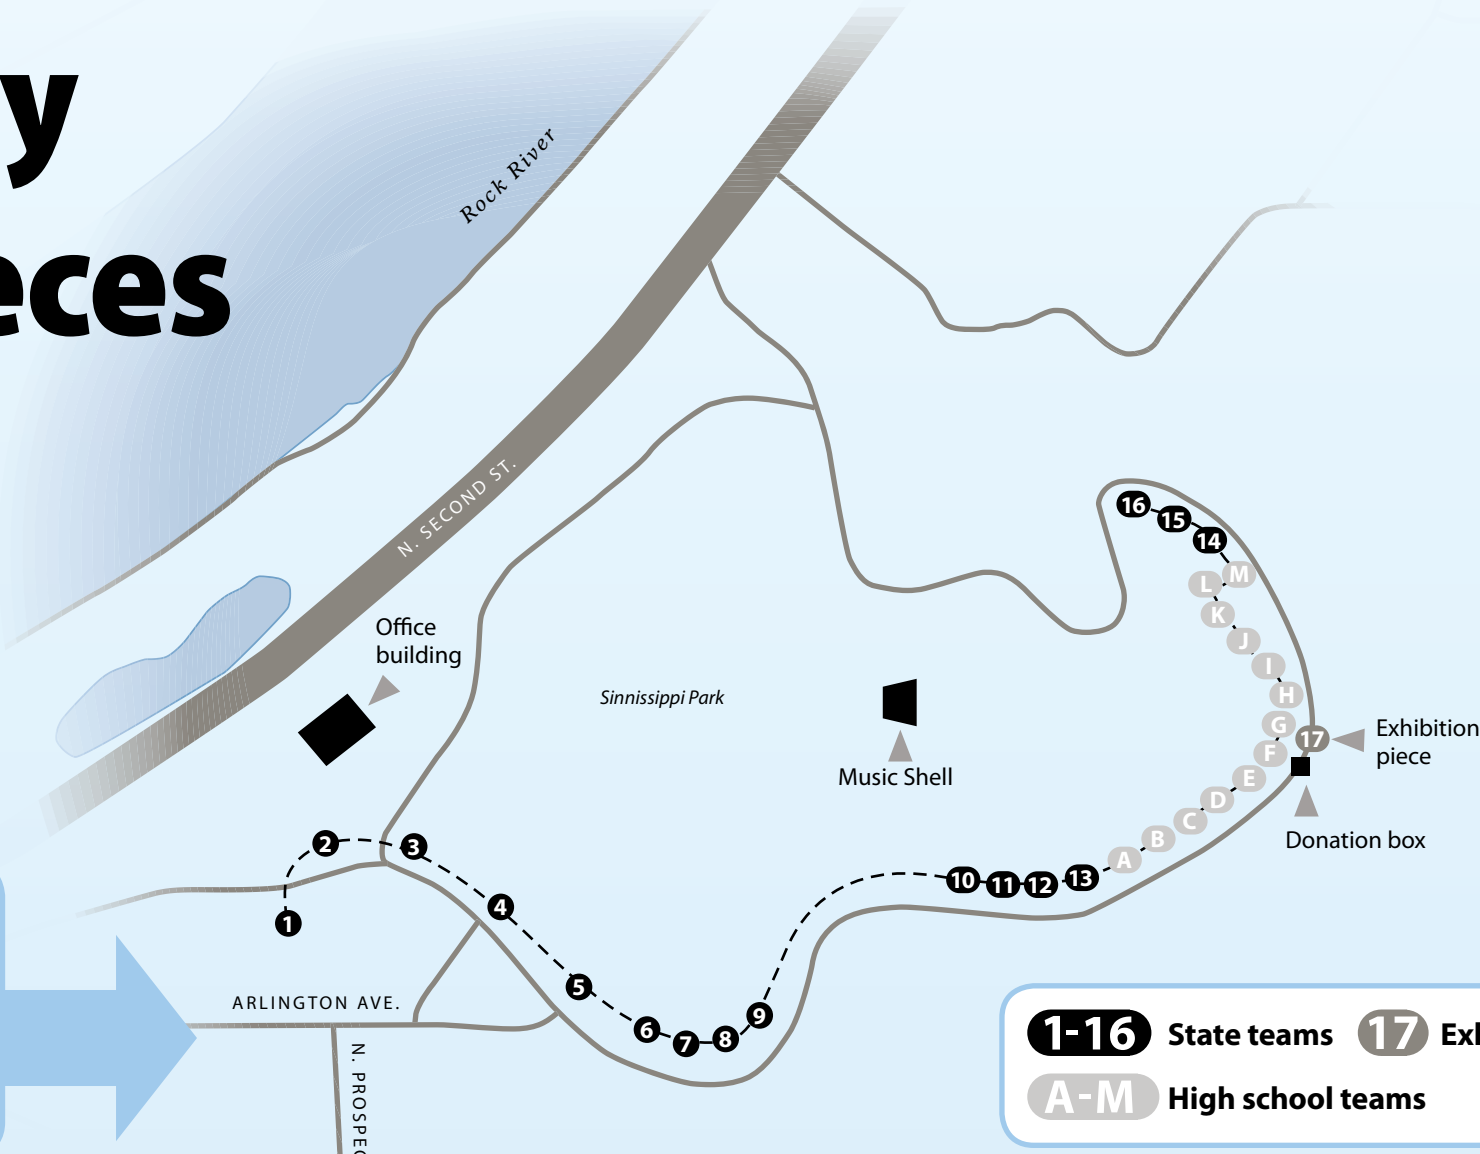 y
eces
Rock River
N. SECOND ST.
Office
building
Sinnissippi Park
Music Shell
16
15
14
M
L
K
J
I
H
G
F
E
D
C
B
A
17
Exhibition
piece
Donation box
1
2
3
4
5
6
7
8
9
10
11
12
13
ARLINGTON AVE.
N. PROSPEC
1-16 State teams
17 Exh
A-M High school teams